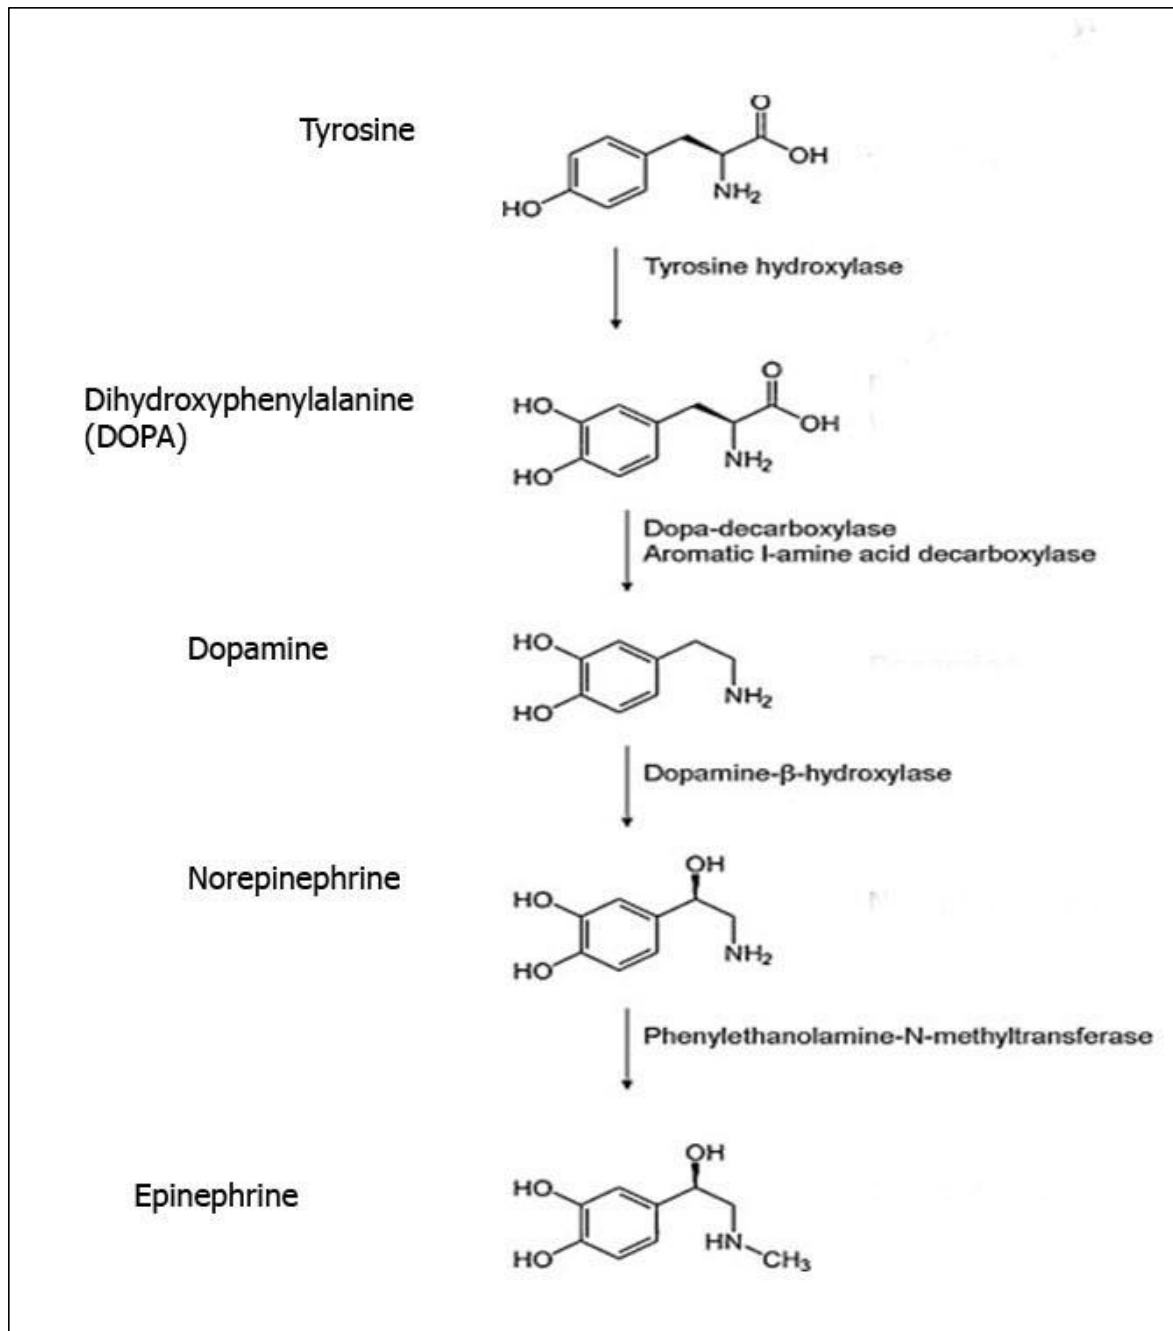 Tyrosine
O
OH
NH₂
HO
Tyrosine hydroxylase
Dihydroxyphenylalanine
(DOPA)
O
HO
OH
NH₂
HO
Dopa-decarboxylase
Aromatic l-amine acid decarboxylase
Dopamine
HO
NH₂
HO
Dopamine-β-hydroxylase
Norepinephrine
OH
HO
NH₂
HO
Phenylethanolamine-N-methyltransferase
Epinephrine
OH
HO
HN
HO
CH₃